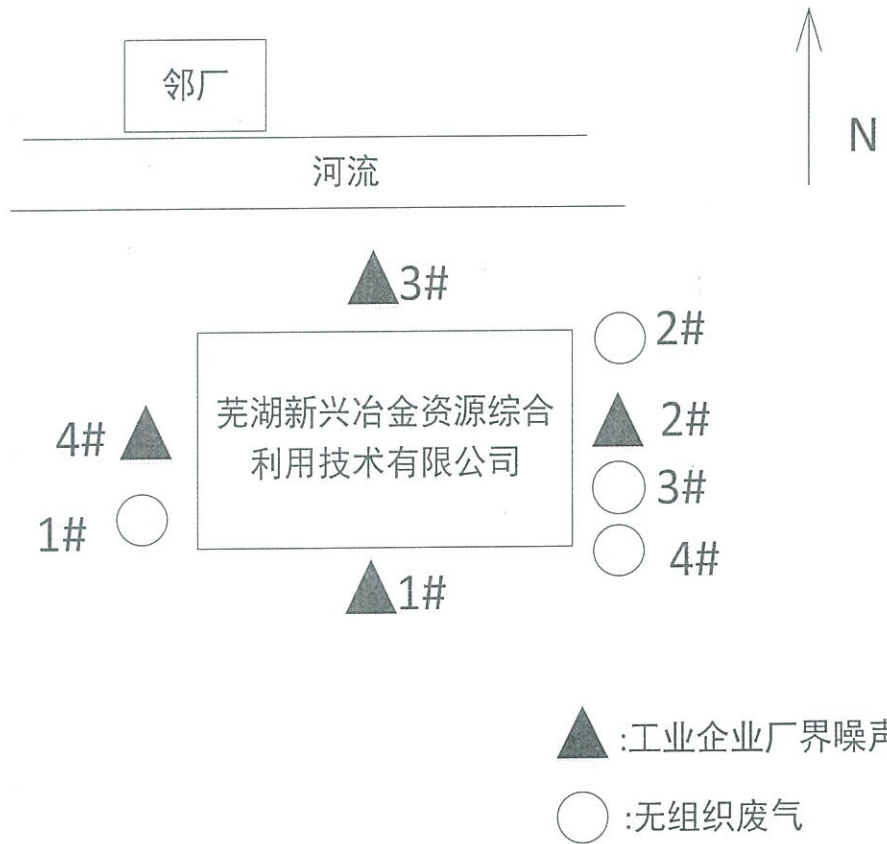 邻厂
N
河流
3#
2#
芜湖新兴冶金资源综合
利用技术有限公司
4#
2#
3#
1#
4#
1#
:工业企业厂界噪声
:无组织废气